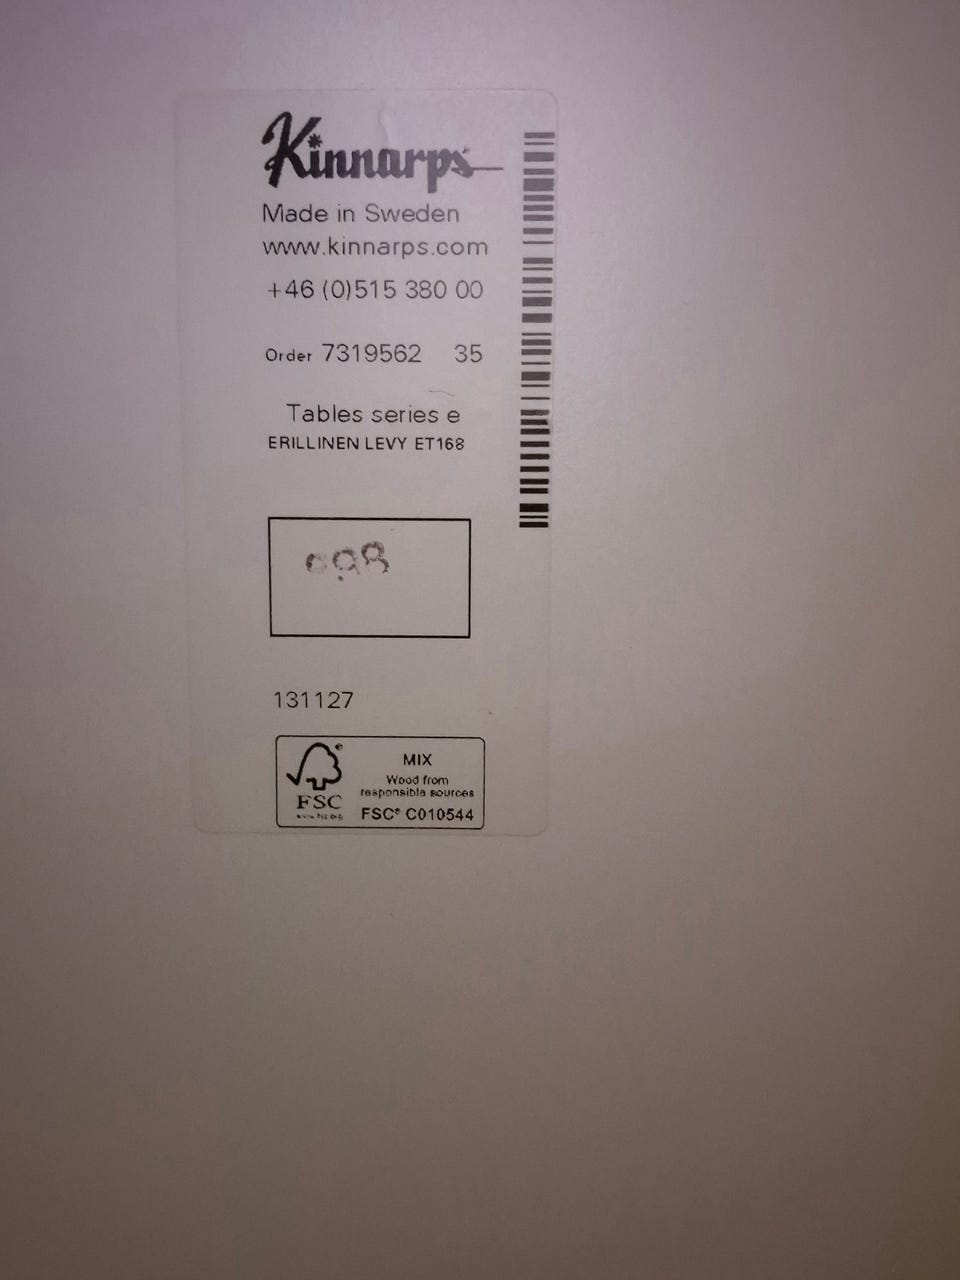 Kinnarps
Made in Sweden
www.kinnarps.com
+46 (0)515 380 00
Order 7319562 35
Tables series e
ERILLINEN LEVY ET168
131127
MIX
Wood from
responsible sources
FSC® C010544
FSC